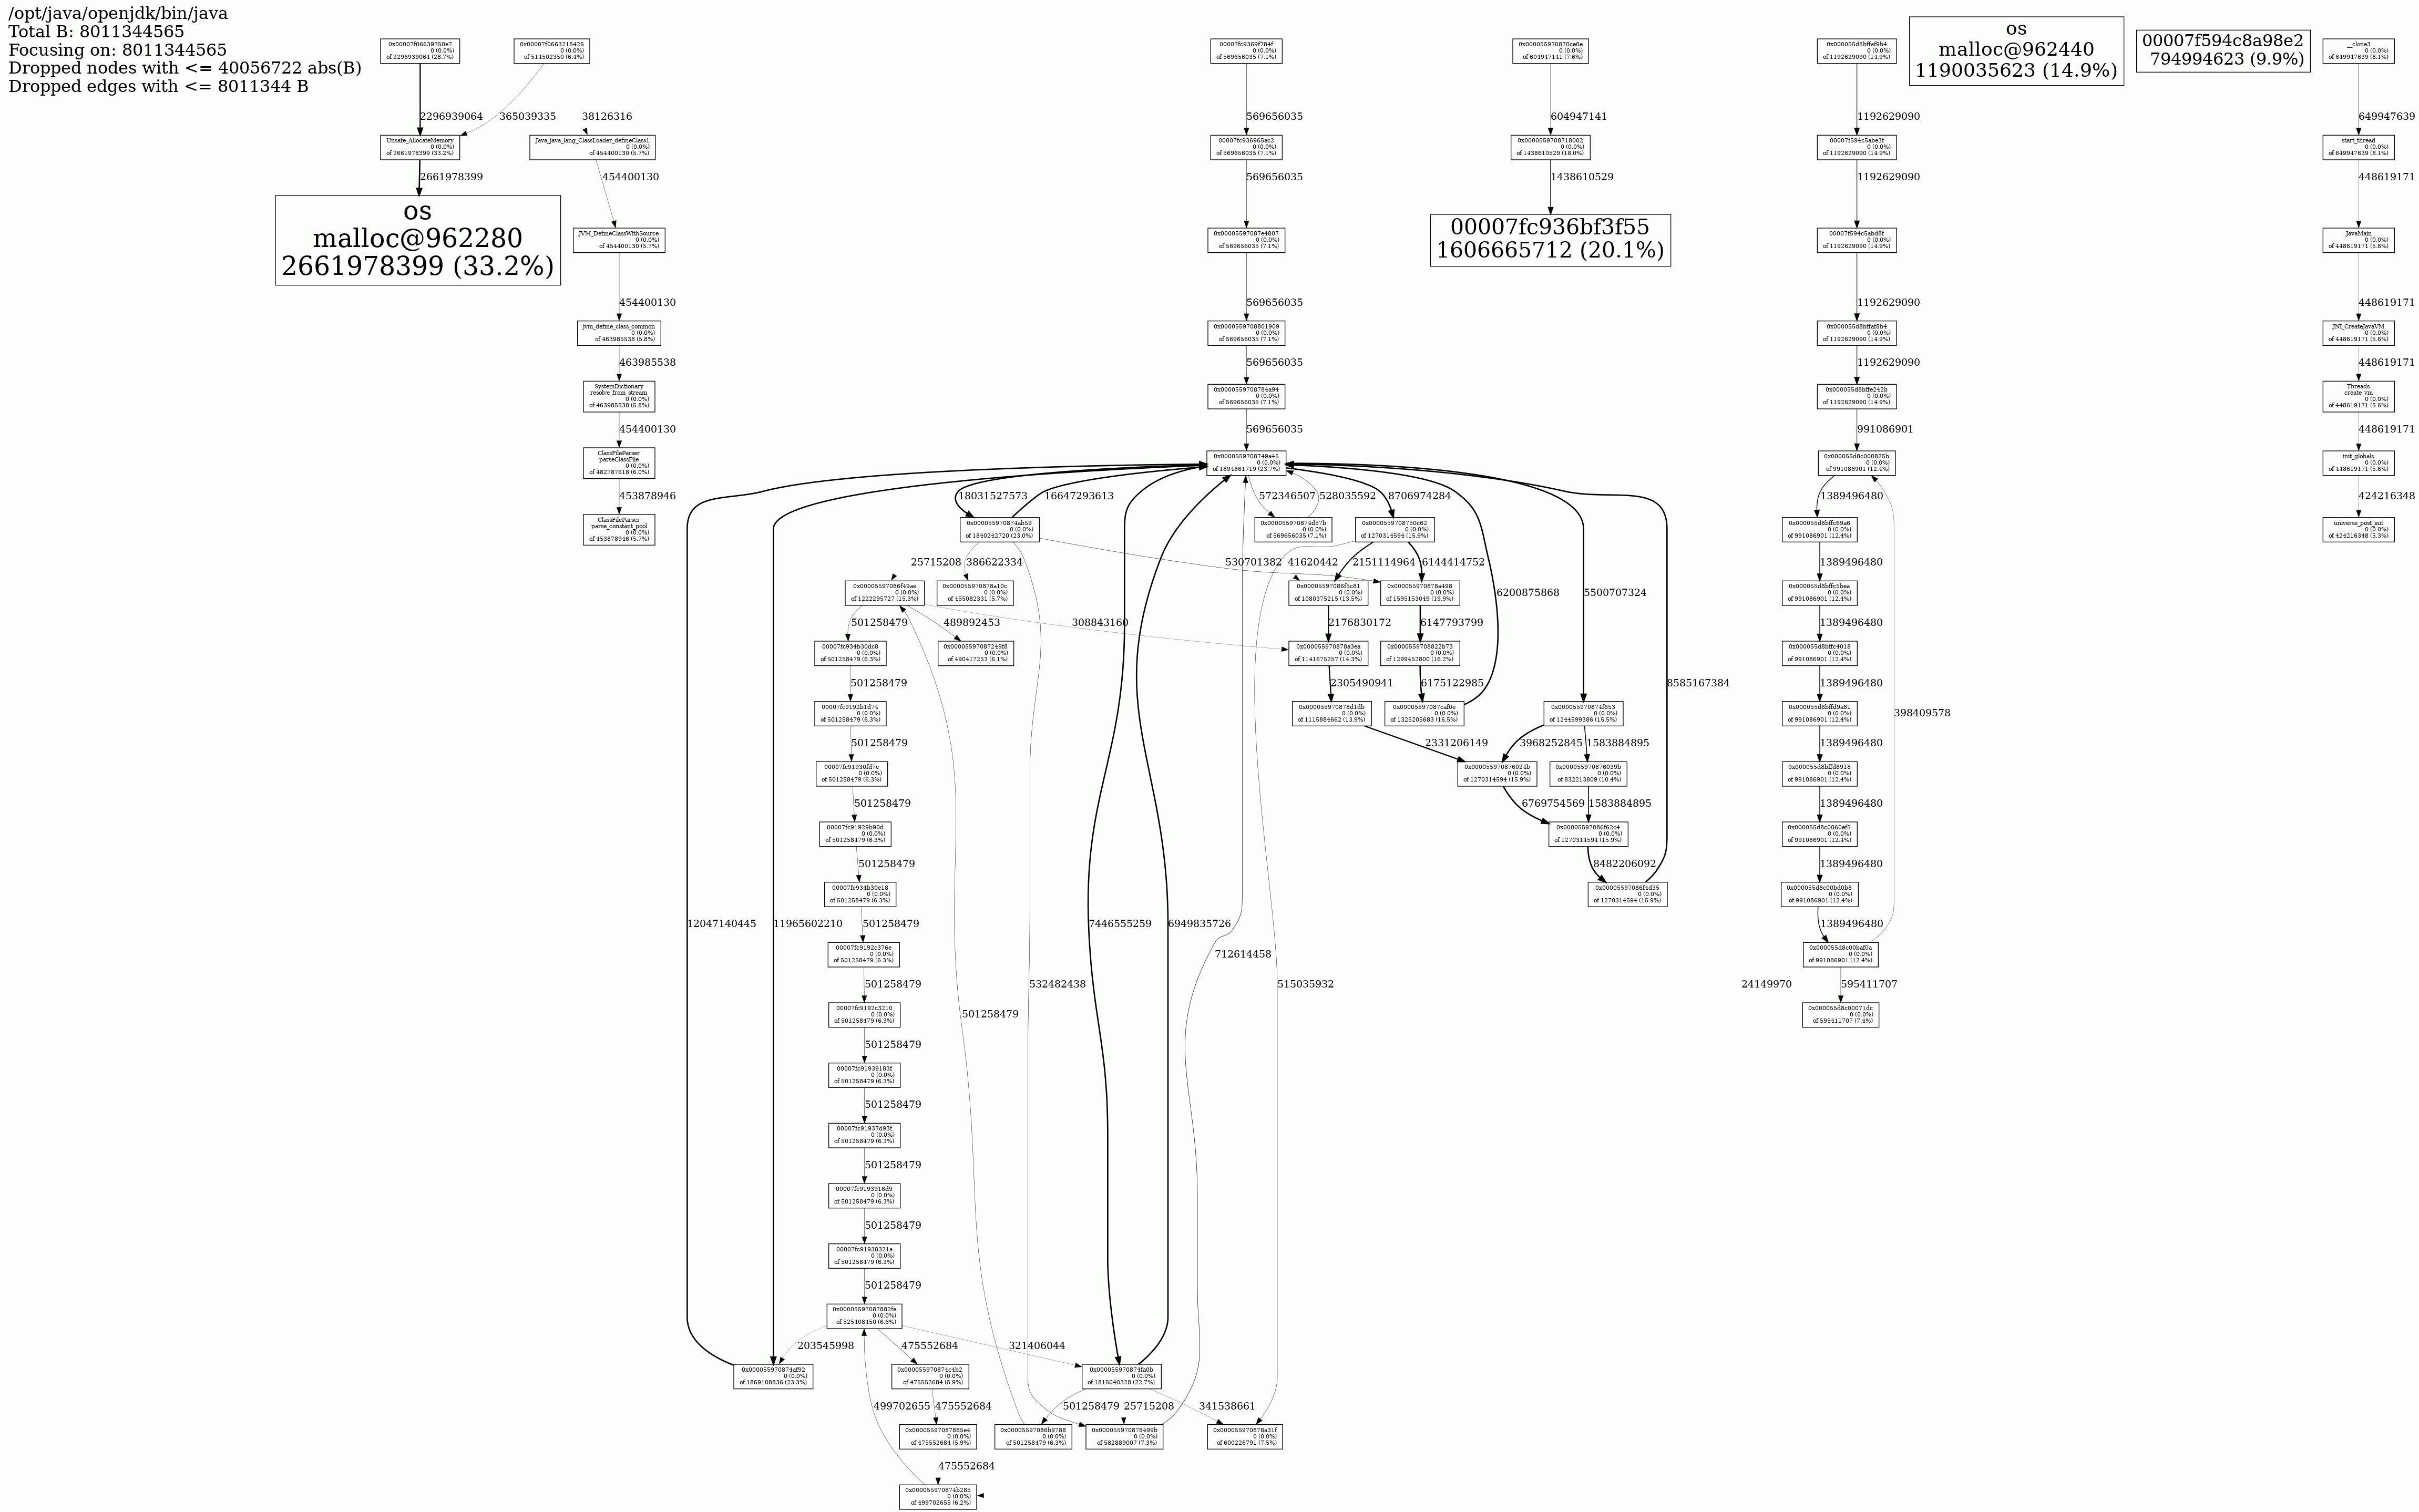 /opt/java/openjdk/bin/java
Total B: 8011344565
Focusing on: 8011344565
Dropped nodes with <= 40056722 abs(B)
Dropped edges with <= 8011344 B
0x00007f06639750e7
0 (0.0%)
of 2296939064 (28.7%)
0x00007f0663218426
0 (0.0%)
of 514502350 (6.4%)
2296939064
365039335
38126316
Unsafe_AllocateMemory
0 (0.0%)
of 2661978399 (33.2%)
2661978399
os
malloc@962280
2661978399 (33.2%)
Java_java_lang_ClassLoader_defineClass1
0 (0.0%)
of 454400130 (5.7%)
454400130
JVM_DefineClassWithSource
0 (0.0%)
of 454400130 (5.7%)
454400130
jvm_define_class_common
0 (0.0%)
of 463985538 (5.8%)
463985538
SystemDictionary
resolve_from_stream
0 (0.0%)
of 463985538 (5.8%)
454400130
ClassFileParser
parseClassFile
0 (0.0%)
of 482787618 (6.0%)
453878946
ClassFileParser
parse_constant_pool
0 (0.0%)
of 453878946 (5.7%)
00007fc9369f784f
0 (0.0%)
of 569656035 (7.1%)
569656035
00007fc936965ac2
0 (0.0%)
of 569656035 (7.1%)
569656035
0x00005597087e4807
0 (0.0%)
of 569656035 (7.1%)
569656035
0x0000559708801909
0 (0.0%)
of 569656035 (7.1%)
569656035
0x0000559708784a94
0 (0.0%)
of 569656035 (7.1%)
569656035
0x0000559708749a45
0 (0.0%)
of 1894861719 (23.7%)
18031527573
16647293613
572346507
528035592
8706974284
0x000055970874ab59
0 (0.0%)
of 1840242720 (23.0%)
0x000055970874d57b
0 (0.0%)
of 569656035 (7.1%)
0x0000559708750c62
0 (0.0%)
of 1270314594 (15.9%)
25715208
386622334
530701382
41620442
2151114964
6144414752
6200875868
5500707324
0x00005597086f49ae
0 (0.0%)
of 1222295727 (15.3%)
0x000055970878a10c
0 (0.0%)
of 455082331 (5.7%)
0x00005597086f5c81
0 (0.0%)
of 1080375215 (13.5%)
0x000055970878a498
0 (0.0%)
of 1595153049 (19.9%)
501258479
489892453
308843160
2176830172
6147793799
00007fc934b30dc8
0 (0.0%)
of 501258479 (6.3%)
0x00005597087249f8
0 (0.0%)
of 490417253 (6.1%)
0x000055970878a3ea
0 (0.0%)
of 1141675257 (14.3%)
0x0000559708822b73
0 (0.0%)
of 1299452800 (16.2%)
501258479
2305490941
6175122985
8585167384
00007fc9192b1d74
0 (0.0%)
of 501258479 (6.3%)
0x000055970878d1db
0 (0.0%)
of 1115884662 (13.9%)
0x00005597087caf0e
0 (0.0%)
of 1325205683 (16.5%)
0x000055970874f653
0 (0.0%)
of 1244599386 (15.5%)
501258479
2331206149
3968252845
1583884895
00007fc91930fd7e
0 (0.0%)
of 501258479 (6.3%)
0x000055970876024b
0 (0.0%)
of 1270314594 (15.9%)
0x000055970876039b
0 (0.0%)
of 832213809 (10.4%)
501258479
6769754569
1583884895
00007fc91929b90d
0 (0.0%)
of 501258479 (6.3%)
0x00005597086f62c4
0 (0.0%)
of 1270314594 (15.9%)
501258479
8482206092
00007fc934b30e18
0 (0.0%)
of 501258479 (6.3%)
0x00005597086f4d35
0 (0.0%)
of 1270314594 (15.9%)
12047140445
11965602210
501258479
7446555259
6949835726
712614458
00007fc9192c376e
0 (0.0%)
of 501258479 (6.3%)
501258479
532482438
515035932
501258479
00007fc9192c3210
0 (0.0%)
of 501258479 (6.3%)
501258479
00007fc91939183f
0 (0.0%)
of 501258479 (6.3%)
501258479
00007fc91937d93f
0 (0.0%)
of 501258479 (6.3%)
501258479
00007fc9193916d9
0 (0.0%)
of 501258479 (6.3%)
501258479
00007fc91938321a
0 (0.0%)
of 501258479 (6.3%)
501258479
0x00005597087882fe
0 (0.0%)
of 525408450 (6.6%)
203545998
475552684
321406044
0x000055970874af92
0 (0.0%)
of 1869108836 (23.3%)
0x000055970874c4b2
0 (0.0%)
of 475552684 (5.9%)
0x000055970874fa0b
0 (0.0%)
of 1815040328 (22.7%)
499702655
475552684
501258479
25715208
341538661
0x00005597087885e4
0 (0.0%)
of 475552684 (5.9%)
0x00005597086b9788
0 (0.0%)
of 501258479 (6.3%)
0x000055970878499b
0 (0.0%)
of 582889007 (7.3%)
0x000055970878a31f
0 (0.0%)
of 600226791 (7.5%)
475552684
0x000055970874b285
0 (0.0%)
of 499702655 (6.2%)
0x000055970870ce0e
0 (0.0%)
of 604947141 (7.6%)
604947141
0x0000559708718002
0 (0.0%)
of 1438610529 (18.0%)
1438610529
00007fc936bf3f55
1606665712 (20.1%)
0x000055d8bffaf9b4
0 (0.0%)
of 1192629090 (14.9%)
1192629090
00007f594c5abe3f
0 (0.0%)
of 1192629090 (14.9%)
1192629090
00007f594c5abd8f
0 (0.0%)
of 1192629090 (14.9%)
1192629090
0x000055d8bffaf8b4
0 (0.0%)
of 1192629090 (14.9%)
1192629090
0x000055d8bffe242b
0 (0.0%)
of 1192629090 (14.9%)
991086901
0x000055d8c000825b
0 (0.0%)
of 991086901 (12.4%)
1389496480
0x000055d8bffc69a6
0 (0.0%)
of 991086901 (12.4%)
1389496480
0x000055d8bffc5bea
0 (0.0%)
of 991086901 (12.4%)
1389496480
0x000055d8bffc4018
0 (0.0%)
of 991086901 (12.4%)
1389496480
398409578
0x000055d8bffd9a81
0 (0.0%)
of 991086901 (12.4%)
1389496480
0x000055d8bffd8918
0 (0.0%)
of 991086901 (12.4%)
1389496480
0x000055d8c0060ef5
0 (0.0%)
of 991086901 (12.4%)
1389496480
0x000055d8c00bd0b8
0 (0.0%)
of 991086901 (12.4%)
1389496480
0x000055d8c00baf0a
0 (0.0%)
of 991086901 (12.4%)
24149970
595411707
0x000055d8c00071dc
0 (0.0%)
of 595411707 (7.4%)
os
malloc@962440
1190035623 (14.9%)
00007f594c8a98e2
794994623 (9.9%)
__clone3
0 (0.0%)
of 649947639 (8.1%)
649947639
start_thread
0 (0.0%)
of 649947639 (8.1%)
448619171
JavaMain
0 (0.0%)
of 448619171 (5.6%)
448619171
JNI_CreateJavaVM
0 (0.0%)
of 448619171 (5.6%)
448619171
Threads
create_vm
0 (0.0%)
of 448619171 (5.6%)
448619171
init_globals
0 (0.0%)
of 448619171 (5.6%)
424216348
universe_post_init
0 (0.0%)
of 424216348 (5.3%)